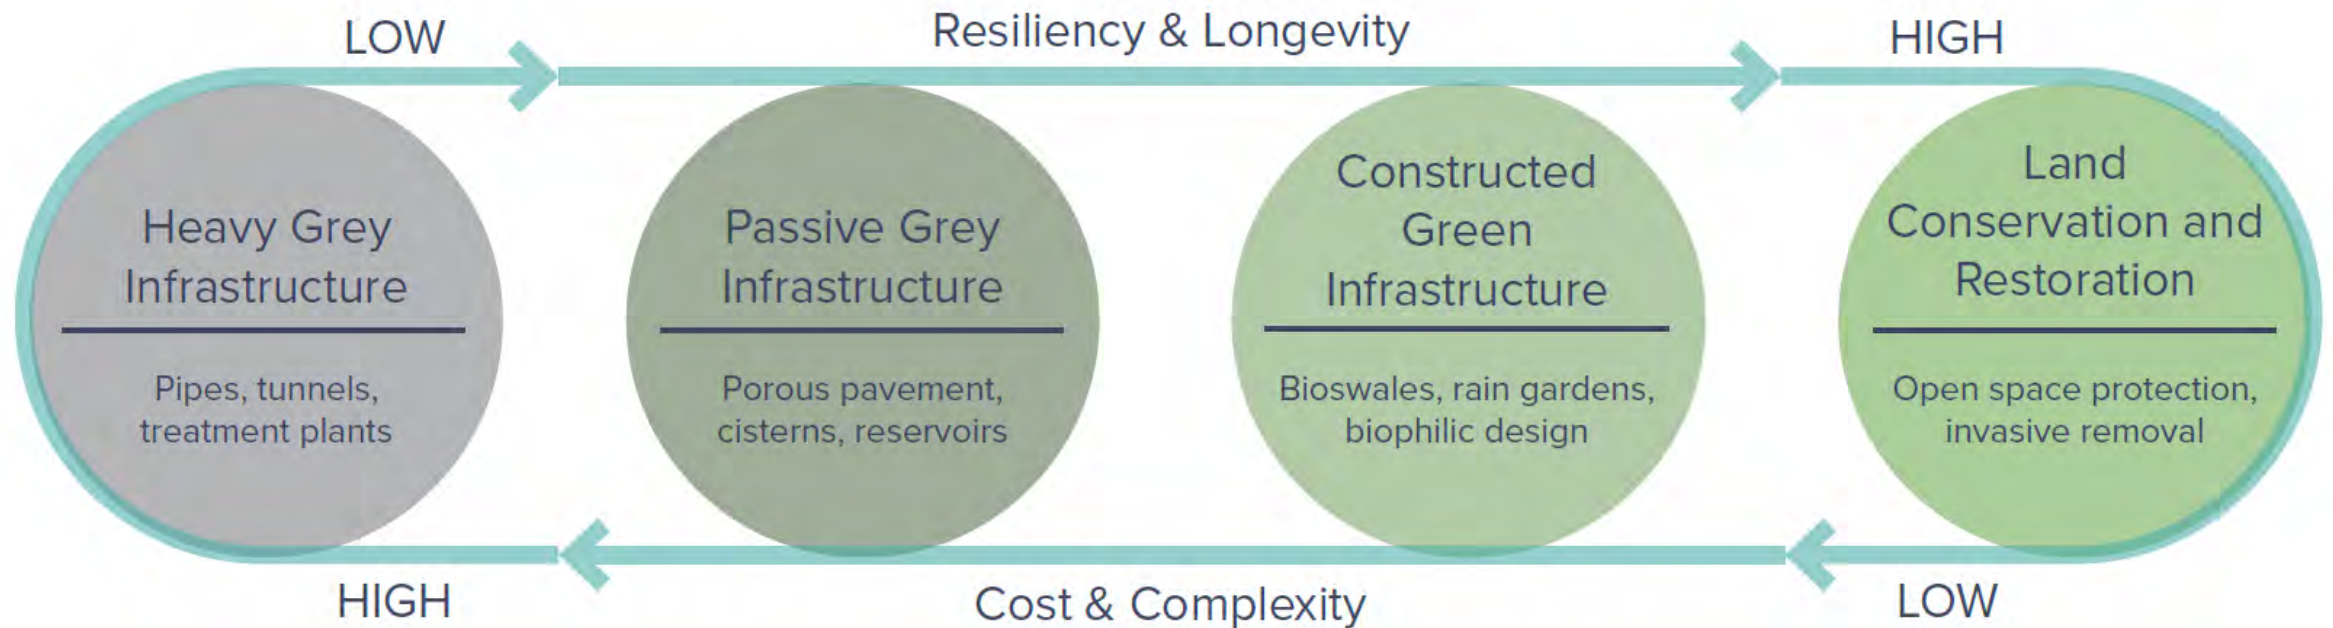 LOW
Resiliency & Longevity
HIGH
Heavy Grey
Infrastructure
Pipes, tunnels,
treatment plants
Passive Grey
Infrastructure
Porous pavement,
cisterns, reservoirs
Constructed
Green
Infrastructure
Bioswales, rain gardens,
biophilic design
Land
Conservation and
Restoration
Open space protection,
invasive removal
HIGH
Cost & Complexity
LOW